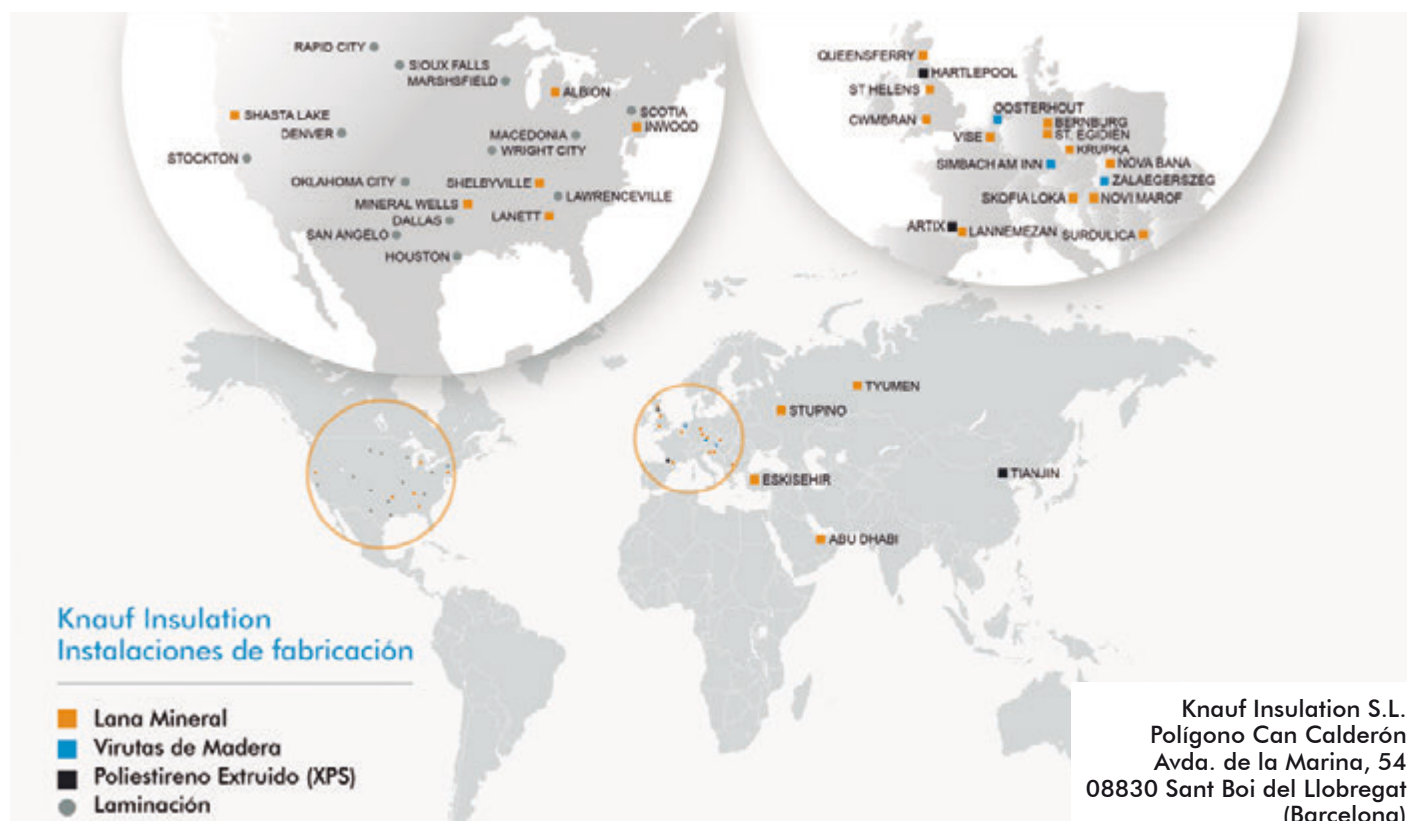 RAPID CITY
SIOUX FALLS
MARSHSFIELD
ALBION
SHASTA LAKE
SCOTIA
INWOOD
DENVER
MACEDONIA
WRIGHT CITY
STOCKTON
OKLAHOMA CITY
SHELBYVILLE
LAWRENCEVILLE
MINERAL WELLS
DALLAS
LANETT
SAN ANGELO
HOUSTON
QUEENSFERRY
HARTLEPOOL
ST HELENS
OOSTERHOUT
CWMBRAN
BERNBURG
VISE
ST. EGIDIEN
KRUPKA
SIMBACH AM INN
NOVA BANA
ZALAEGERSZEG
SKOFIA LOKA
NOVI MAROF
ARTIX
LANNEMEZAN
SURDULICA
TYUMEN
STUPINO
ESKISEHIR
TIANJIN
ABU DHABI
Knauf Insulation
Instalaciones de fabricación
Lana Mineral
Virutas de Madera
Poliestireno Extruido (XPS)
Laminación
Knauf Insulation S.L.
Polígono Can Calderón
Avda. de la Marina, 54
08830 Sant Boi del Llobregat
(Barcelona)